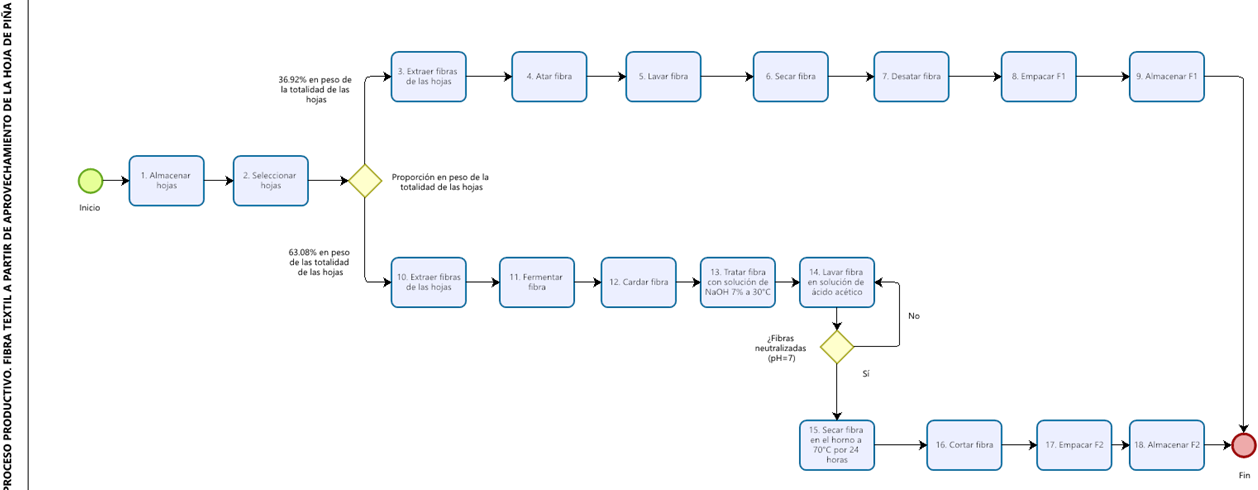 PROCESO PRODUCTIVO. FIBRA TEXTIL A PARTIR DE APROVECHAMIENTO DE LA HOJA DE PIÑA
Inicio
1. Almacenar
hojas
2. Seleccionar
hojas
Proporción en peso de la
totalidad de las hojas
36.92% en peso de
la totalidad de las
hojas
3. Extraer fibras
de las hojas
4. Atar fibra
5. Lavar fibra
6. Secar fibra
7. Desatar fibra
8. Empacar F1
9. Almacenar F1
63.08% en peso
de las totalidad
de las hojas
10. Extraer fibras
de las hojas
11. Fermentar
fibra
12. Cardar fibra
13. Tratar fibra
con solución de
NaOH 7% a 30°C
14. Lavar fibra
en solución de
ácido acético
¿Fibras
neutralizadas
(pH=7)
No
Sí
15. Secar fibra
en el horno a
70°C por 24
horas
16. Cortar fibra
17. Empacar F2
18. Almacenar F2
Fin